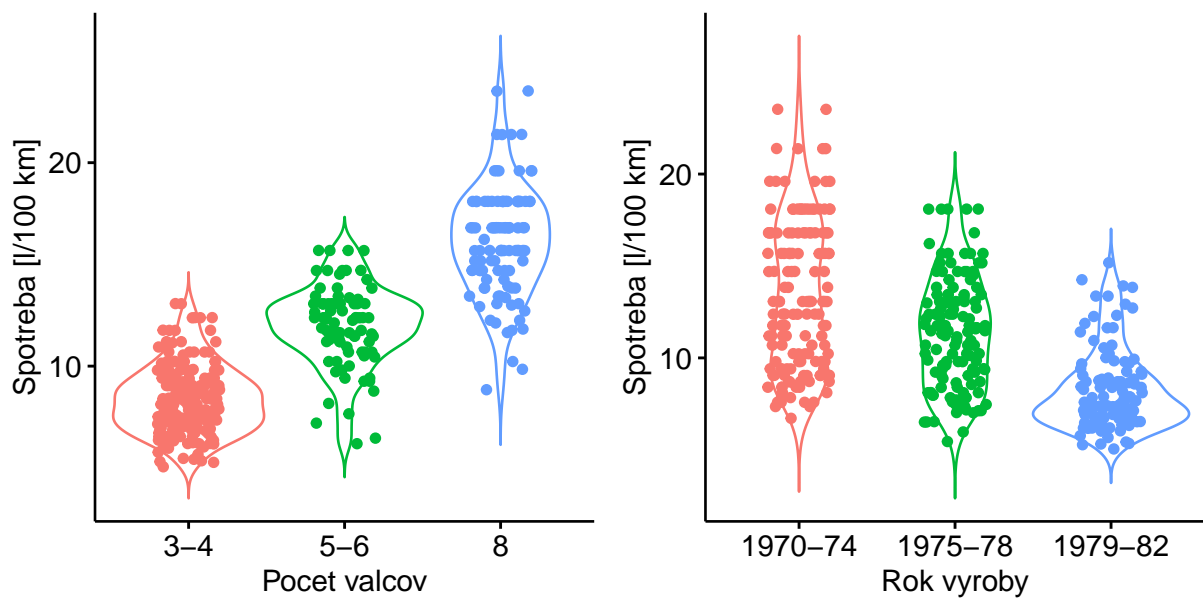 Spotreba [l/100 km]
20
10
3–4 5–6 8
Pocet valcov
Spotreba [l/100 km]
20
10
1970–74 1975–78 1979–82
Rok vyroby